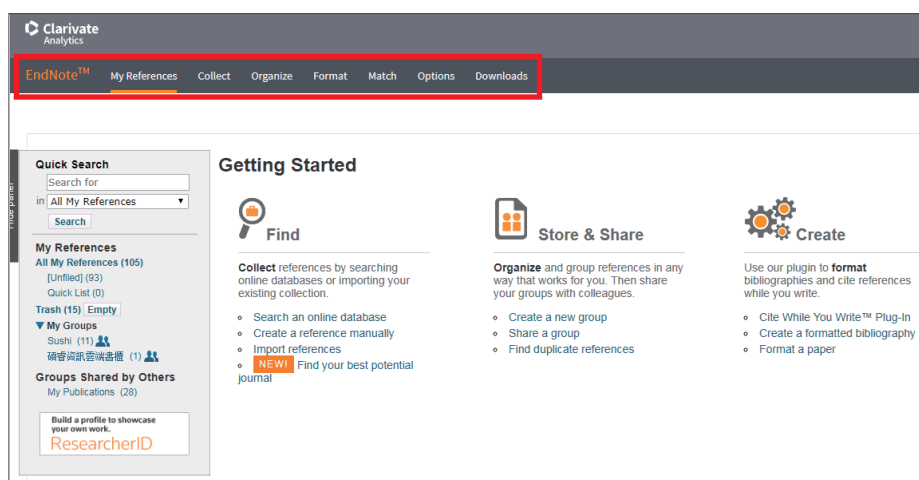 Clarivate
Analytics
EndNote™ My References Collect Organize Format Match Options Downloads
Hide panel
Quick Search
Search for
in All My References
Search
My References
All My References (105)
[Unfiled] (93)
Quick List (0)
Trash (15) Empty
My Groups
Sushi (11)
碩睿資訊雲端書櫃 (1)
Groups Shared by Others
My Publications (28)
Build a profile to showcase
your own work.
ResearcherID
Getting Started
Find
Collect references by searching
online databases or importing your
existing collection.
Search an online database
Create a reference manually
Import references
NEW! Find your best potential
journal
Store & Share
Organize and group references in any
way that works for you. Then share
your groups with colleagues.
Create a new group
Share a group
Find duplicate references
Create
Use our plugin to format
bibliographies and cite references
while you write.
Cite While You Write™ Plug-In
Create a formatted bibliography
Format a paper